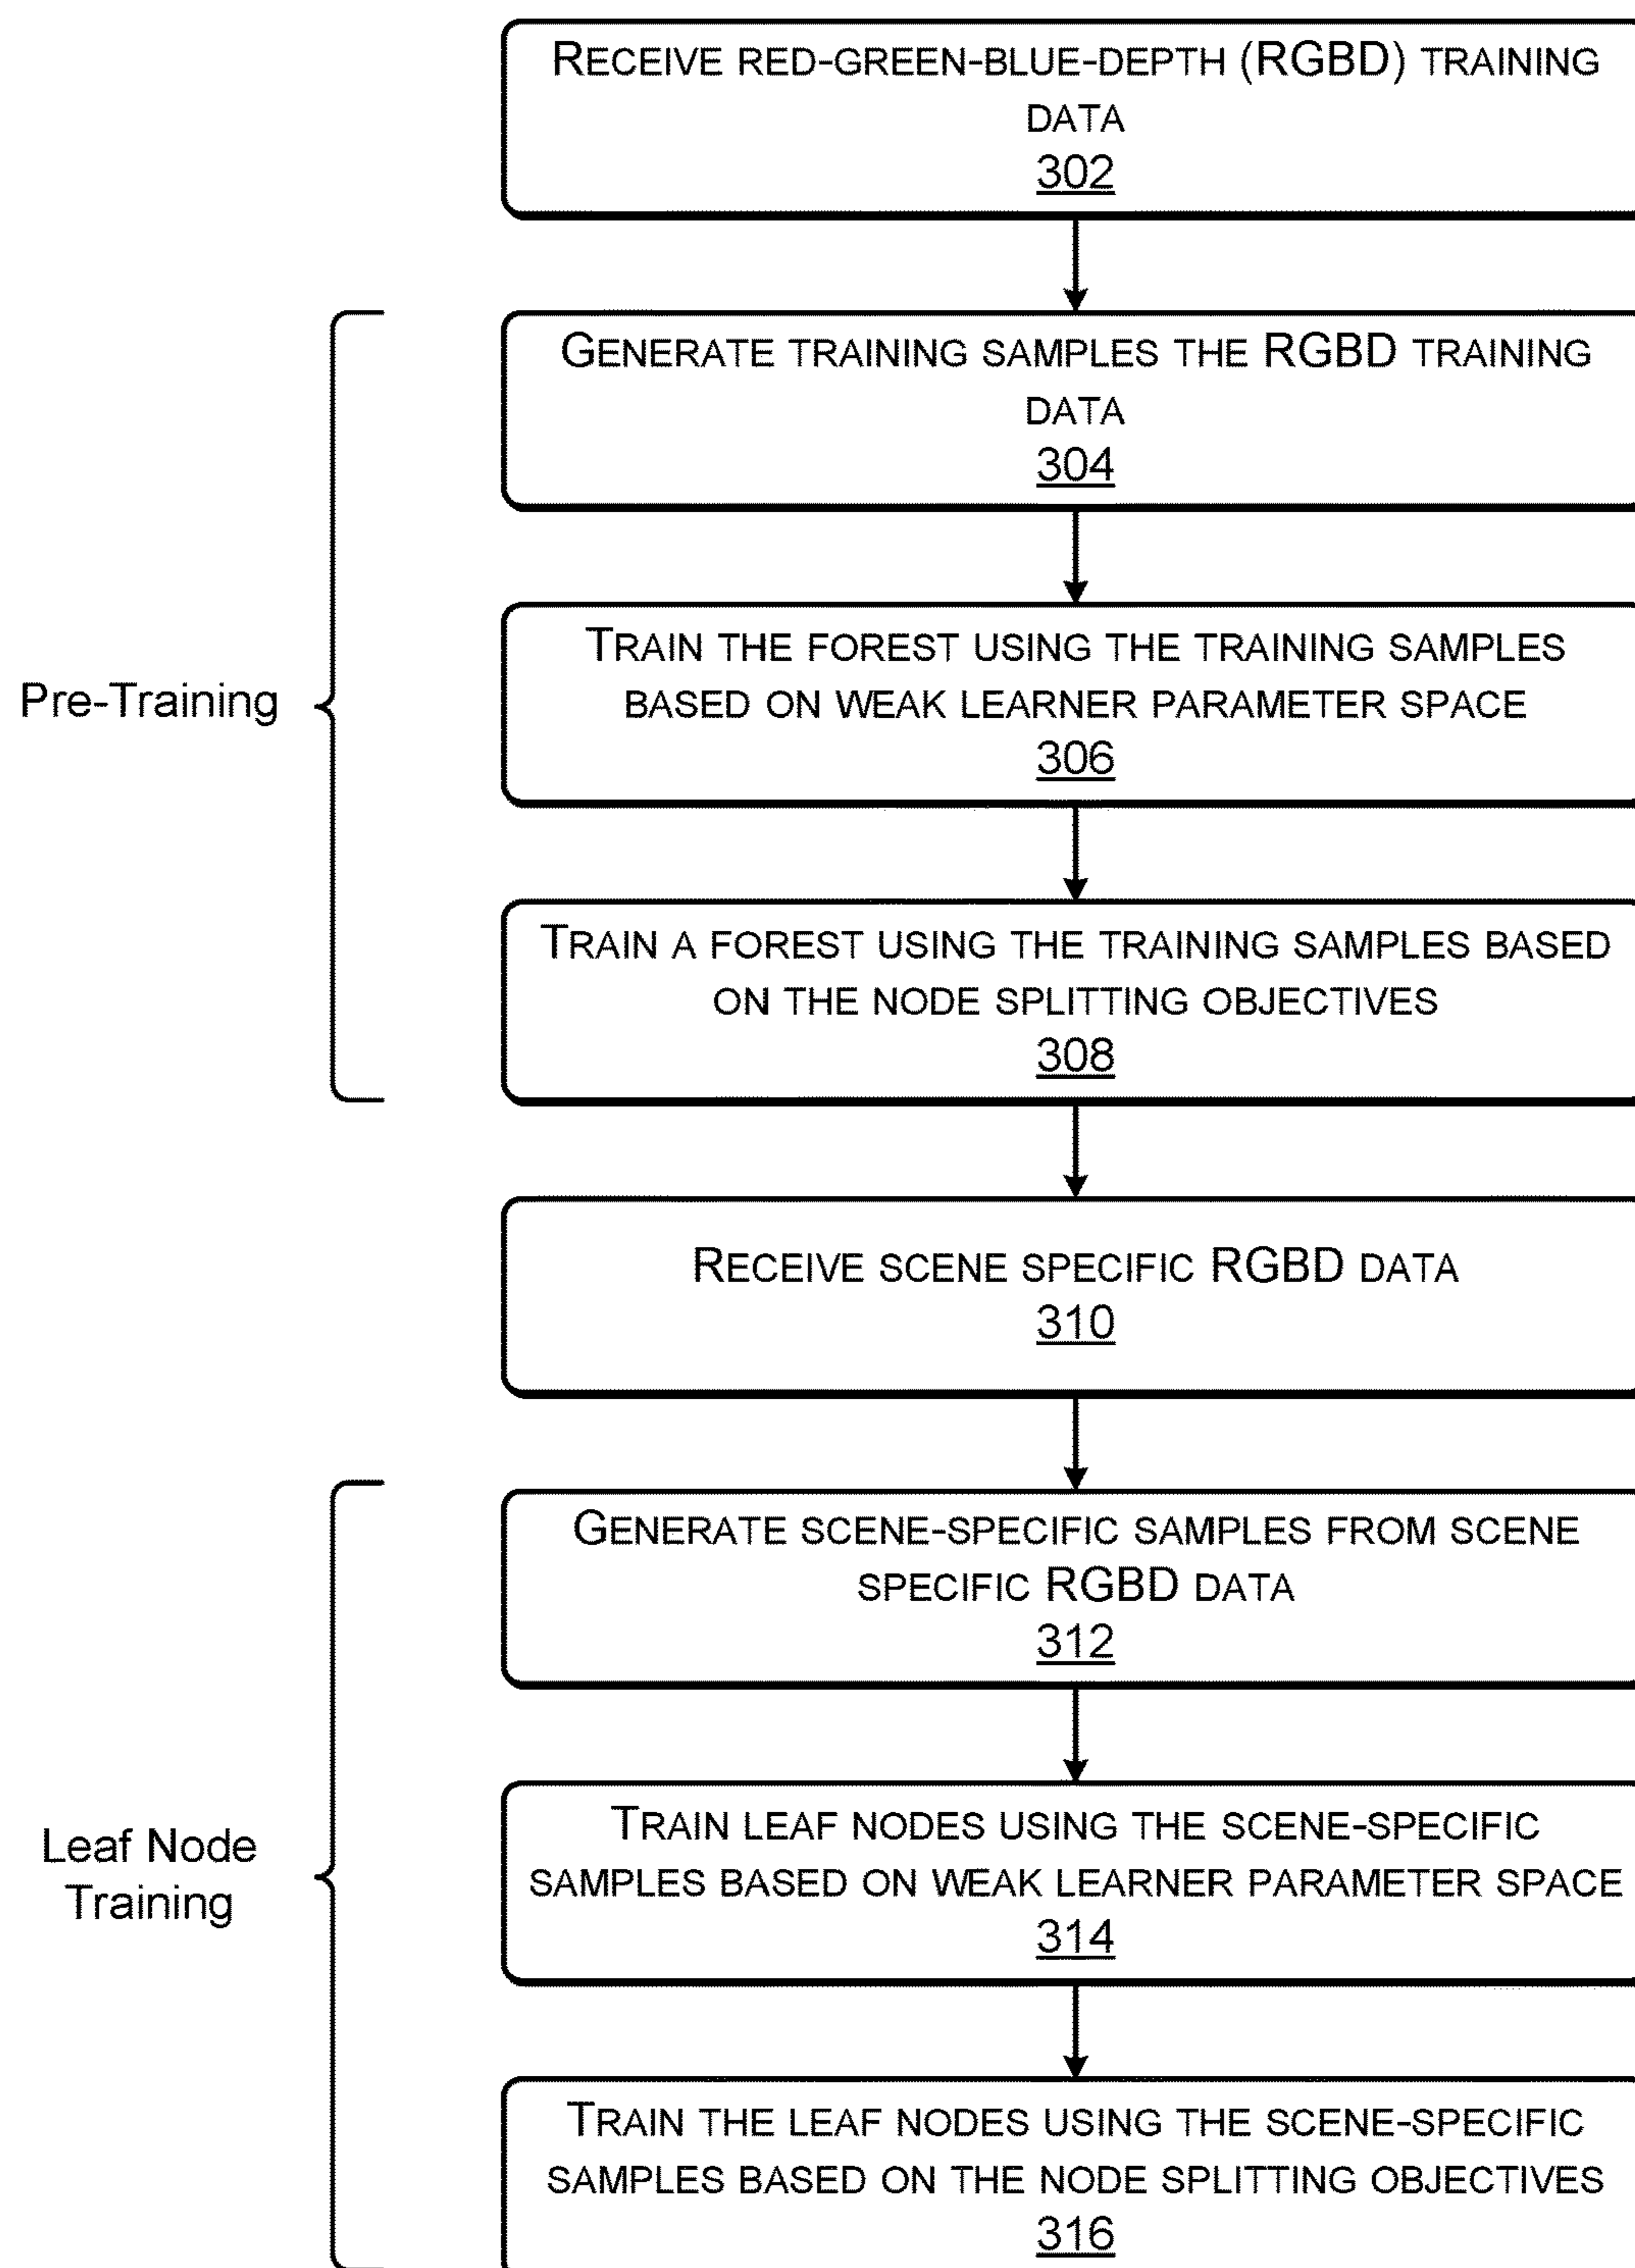 RECEIVE RED-GREEN-BLUE-DEPTH (RGBD) TRAINING
DATA
302
GENERATE TRAINING SAMPLES THE RGBD TRAINING
DATA
304
Pre-Training
TRAIN THE FOREST USING THE TRAINING SAMPLES
BASED ON WEAK LEARNER PARAMETER SPACE
306
TRAIN A FOREST USING THE TRAINING SAMPLES BASED
ON THE NODE SPLITTING OBJECTIVES
308
RECEIVE SCENE SPECIFIC RGBD DATA
310
GENERATE SCENE-SPECIFIC SAMPLES FROM SCENE
SPECIFIC RGBD DATA
312
Leaf Node
Training
TRAIN LEAF NODES USING THE SCENE-SPECIFIC
SAMPLES BASED ON WEAK LEARNER PARAMETER SPACE
314
TRAIN THE LEAF NODES USING THE SCENE-SPECIFIC
SAMPLES BASED ON THE NODE SPLITTING OBJECTIVES
316